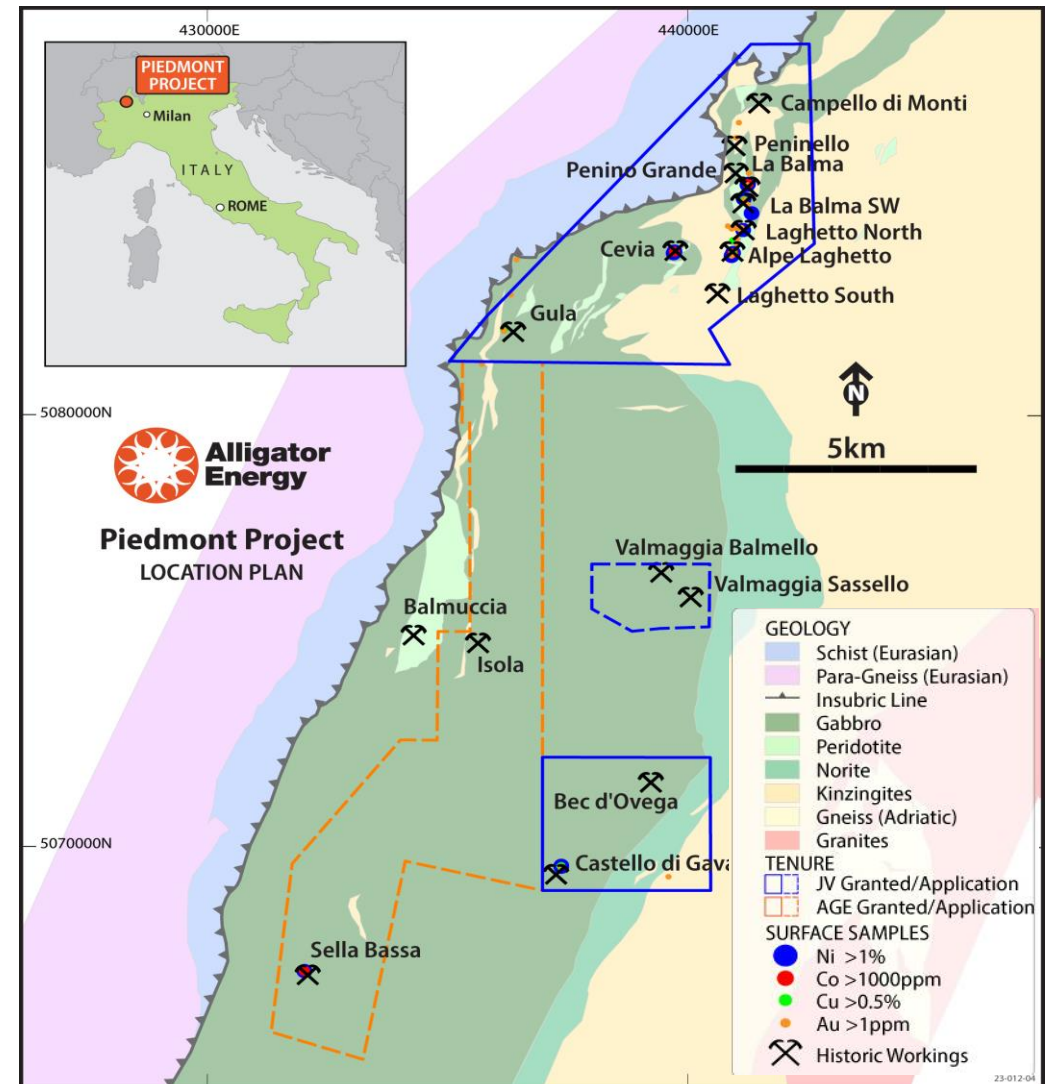 430000E
440000E
PIEDMONT
PROJECT
Milan
ITALY
ROME
Campello di Monti
Peninello
La Balma
Penino Grande
La Balma SW
Laghetto North
Cevia
Alpe Laghetto
Laghetto South
Gula
N
5080000N
5km
Alligator
Energy
Piedmont Project
LOCATION PLAN
Valmaggia Balmello
Valmaggia Sassello
Balmuccia
Isola
Bec d'Ovega
5070000N
Castello di Gava
Sella Bassa
GEOLOGY
Schist (Eurasian)
Para-Gneiss (Eurasian)
Insubric Line
Gabbro
Peridotite
Norite
Kinzingites
Gneiss (Adriatic)
Granites
TENURE
JV Granted/Application
AGE Granted/Application
SURFACE SAMPLES
Ni >1%
Co >1000ppm
Cu >0.5%
Au >1ppm
Historic Workings
23-012-04